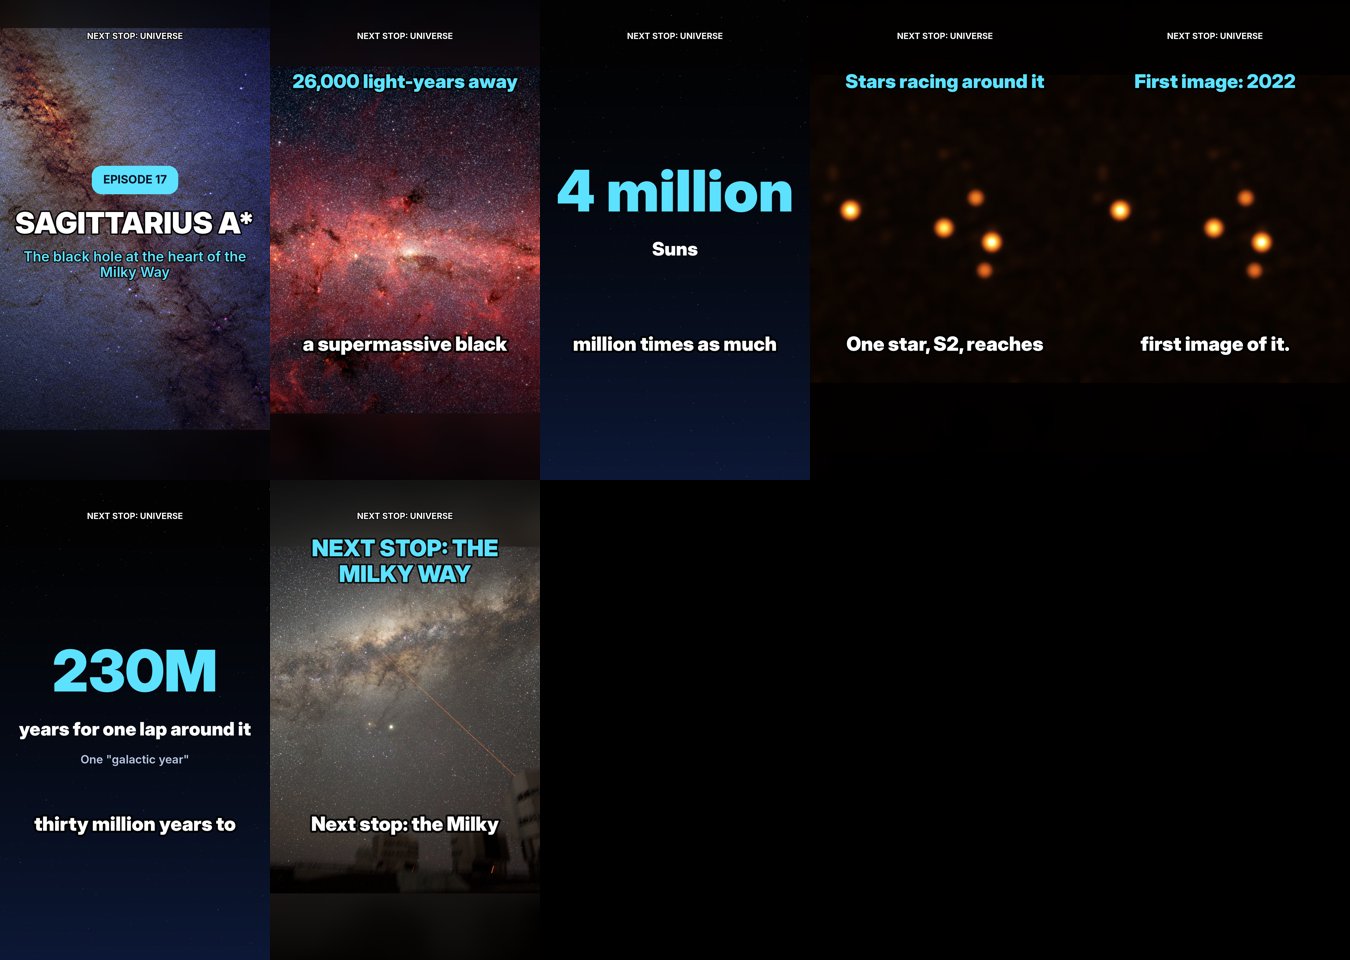 NEXT STOP: UNIVERSE
EPISODE 17
SAGITTARIUS A*
The black hole at the heart of the
Milky Way
NEXT STOP: UNIVERSE
26,000 light-years away
a supermassive black
NEXT STOP: UNIVERSE
4 million
Suns
million times as much
NEXT STOP: UNIVERSE
Stars racing around it
One star, S2, reaches
NEXT STOP: UNIVERSE
First image: 2022
first image of it.
NEXT STOP: UNIVERSE
230M
years for one lap around it
One "galactic year"
thirty million years to
NEXT STOP: UNIVERSE
NEXT STOP: THE
MILKY WAY
Next stop: the Milky